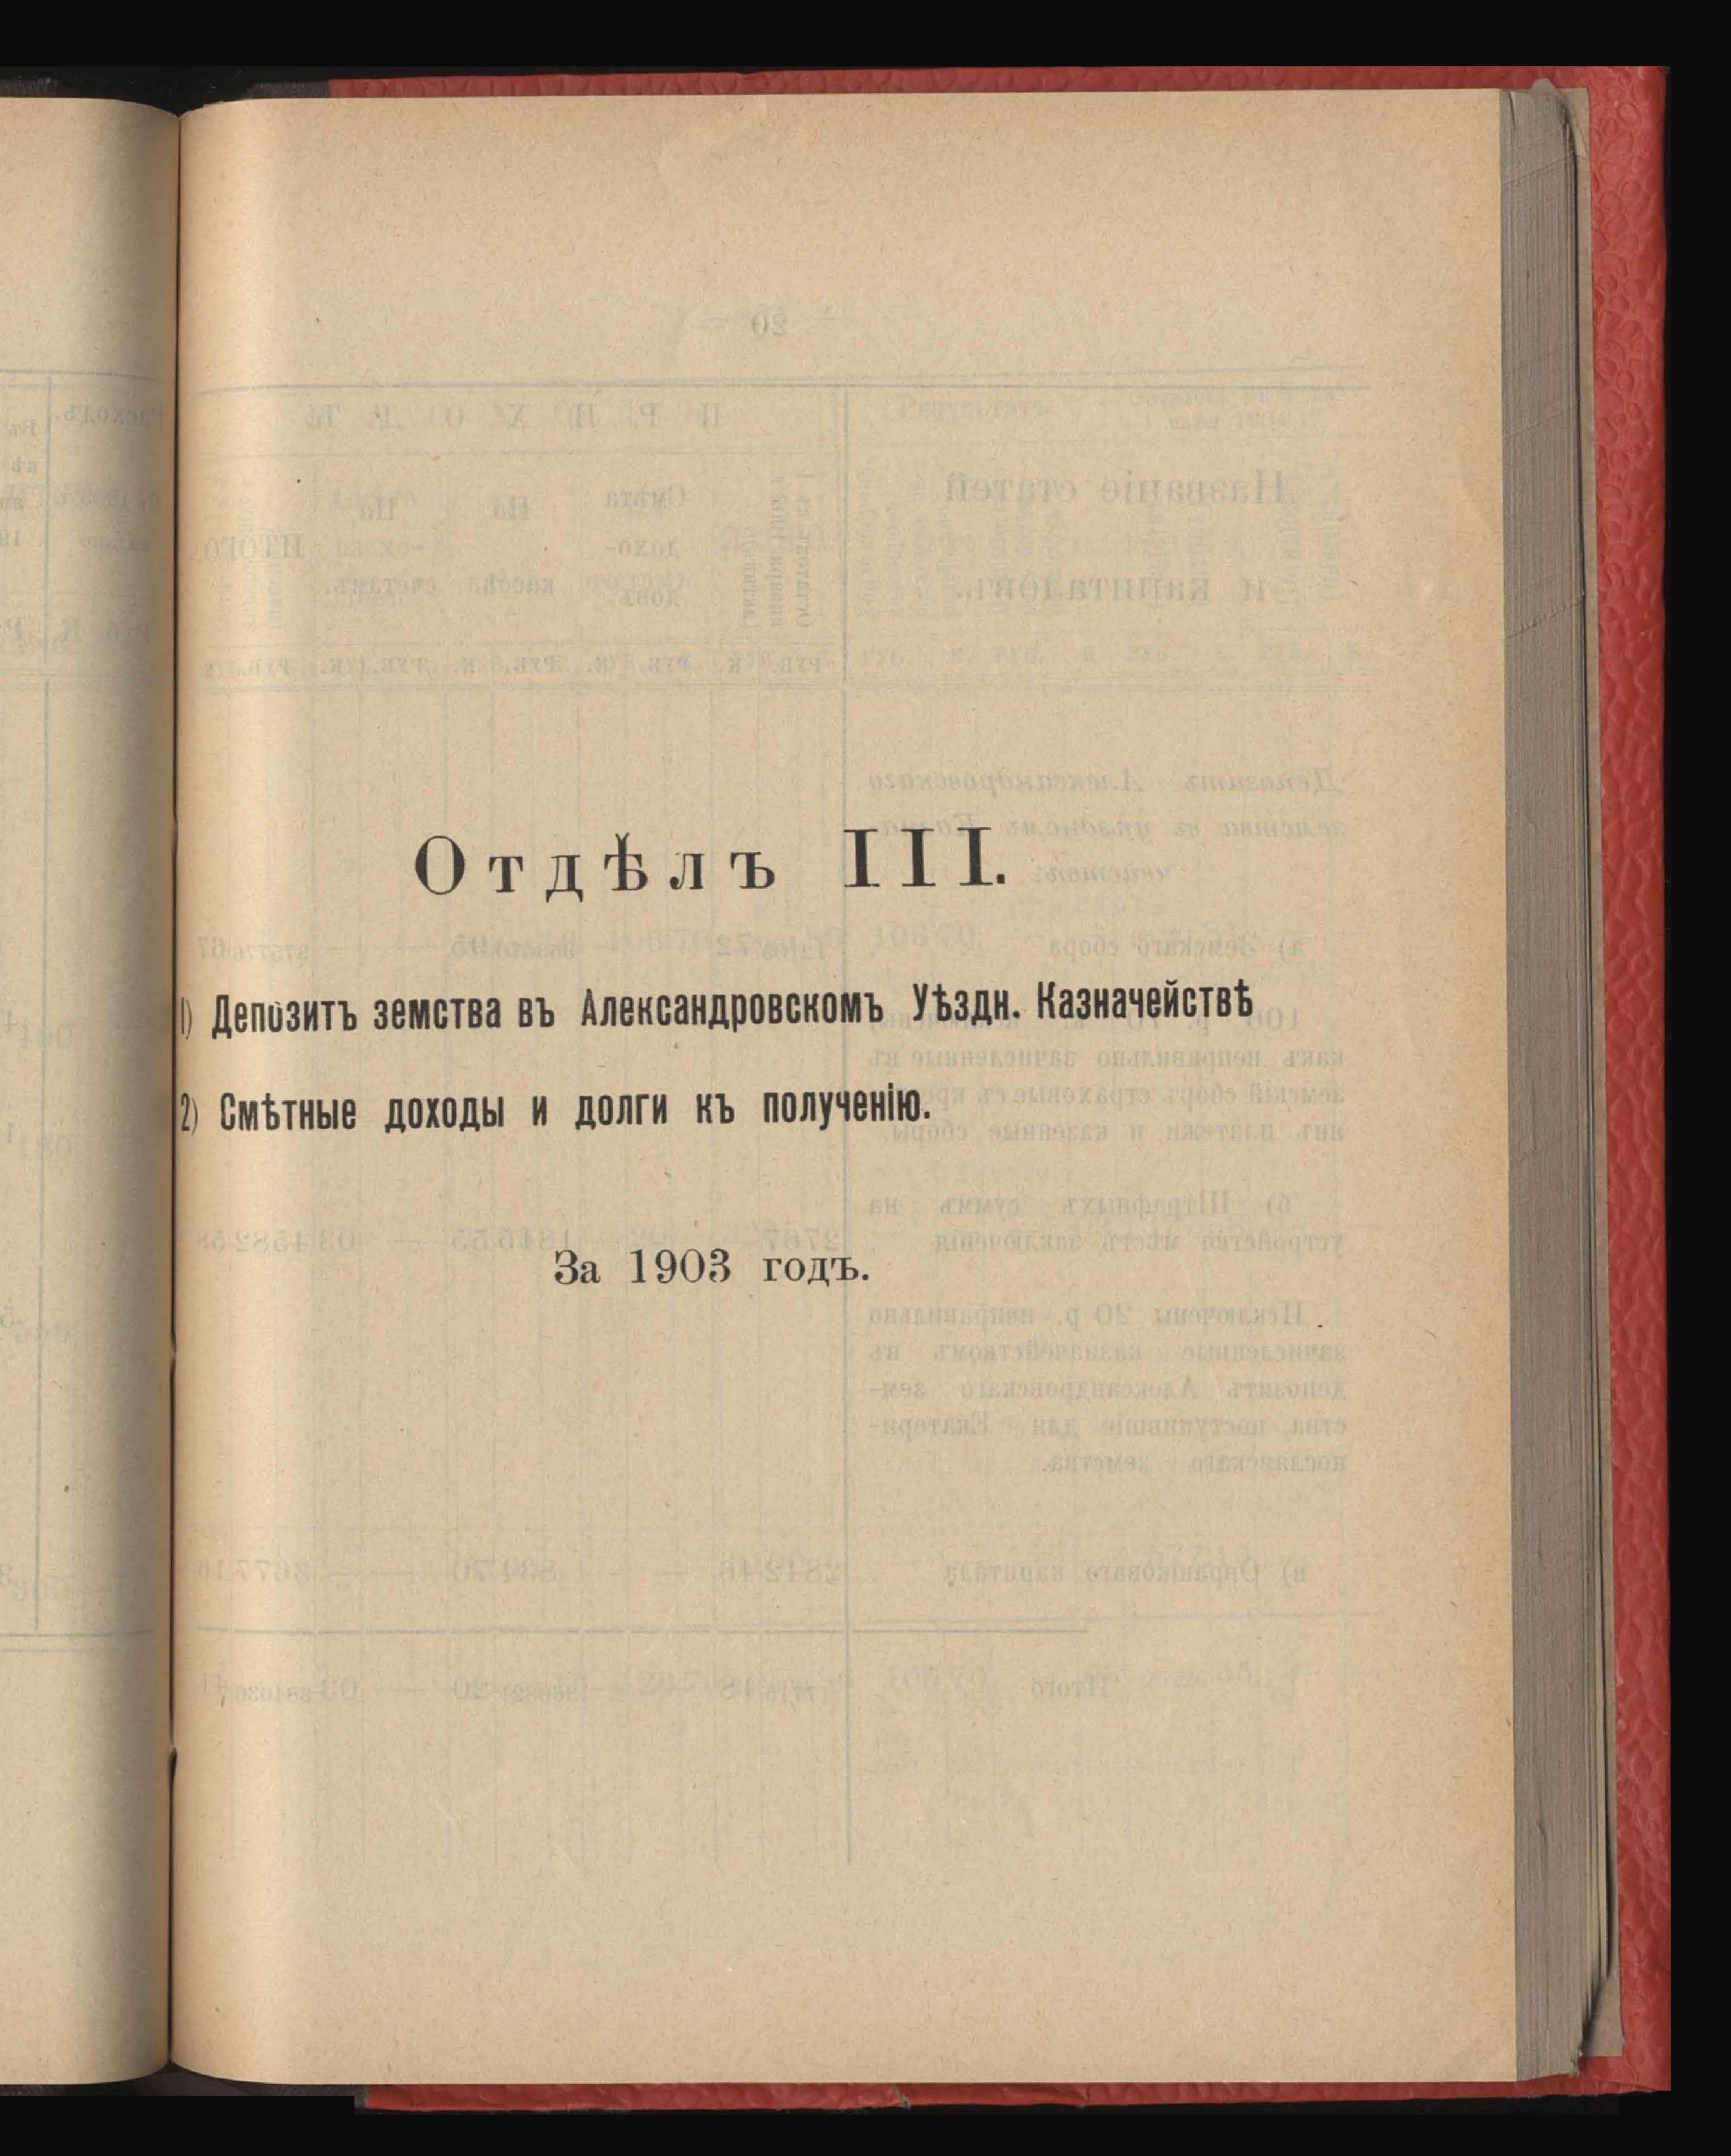 Отдѣлъ III.
1) Депозитъ земства въ Александровскомъ Уѣздн. Казначействѣ
2) Смѣтные доходы и долги къ полученію.
За 1903 годъ.